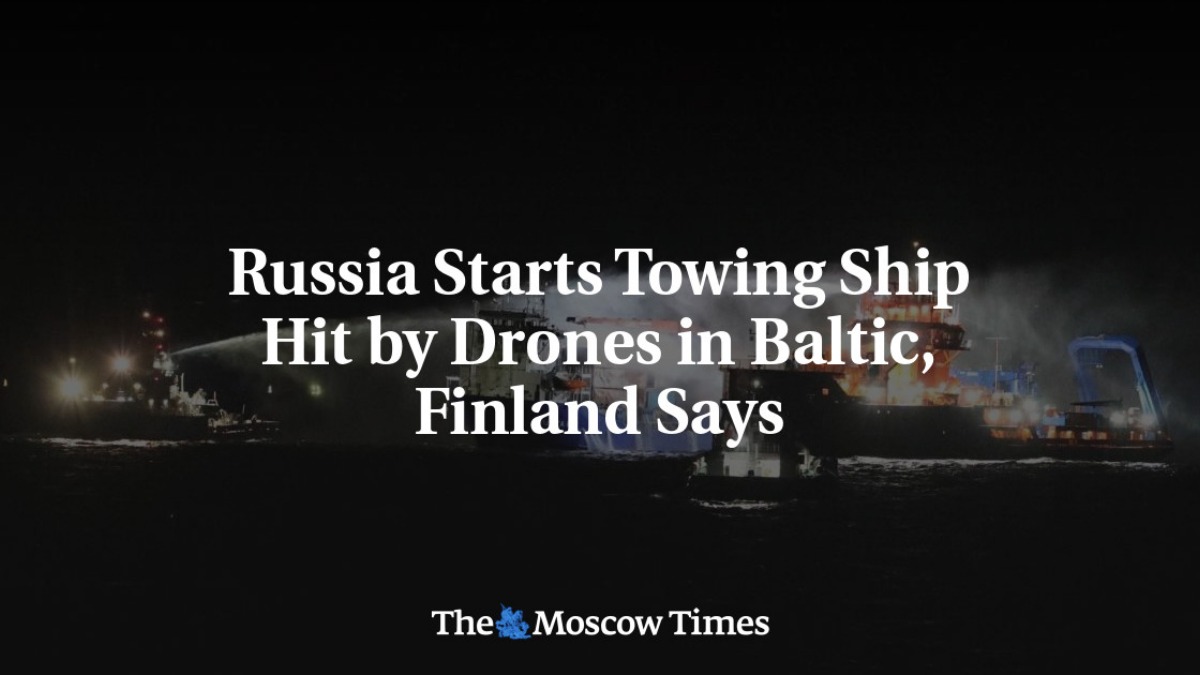 Russia Starts Towing Ship
Hit by Drones in Baltic,
Finland Says
The Moscow Times